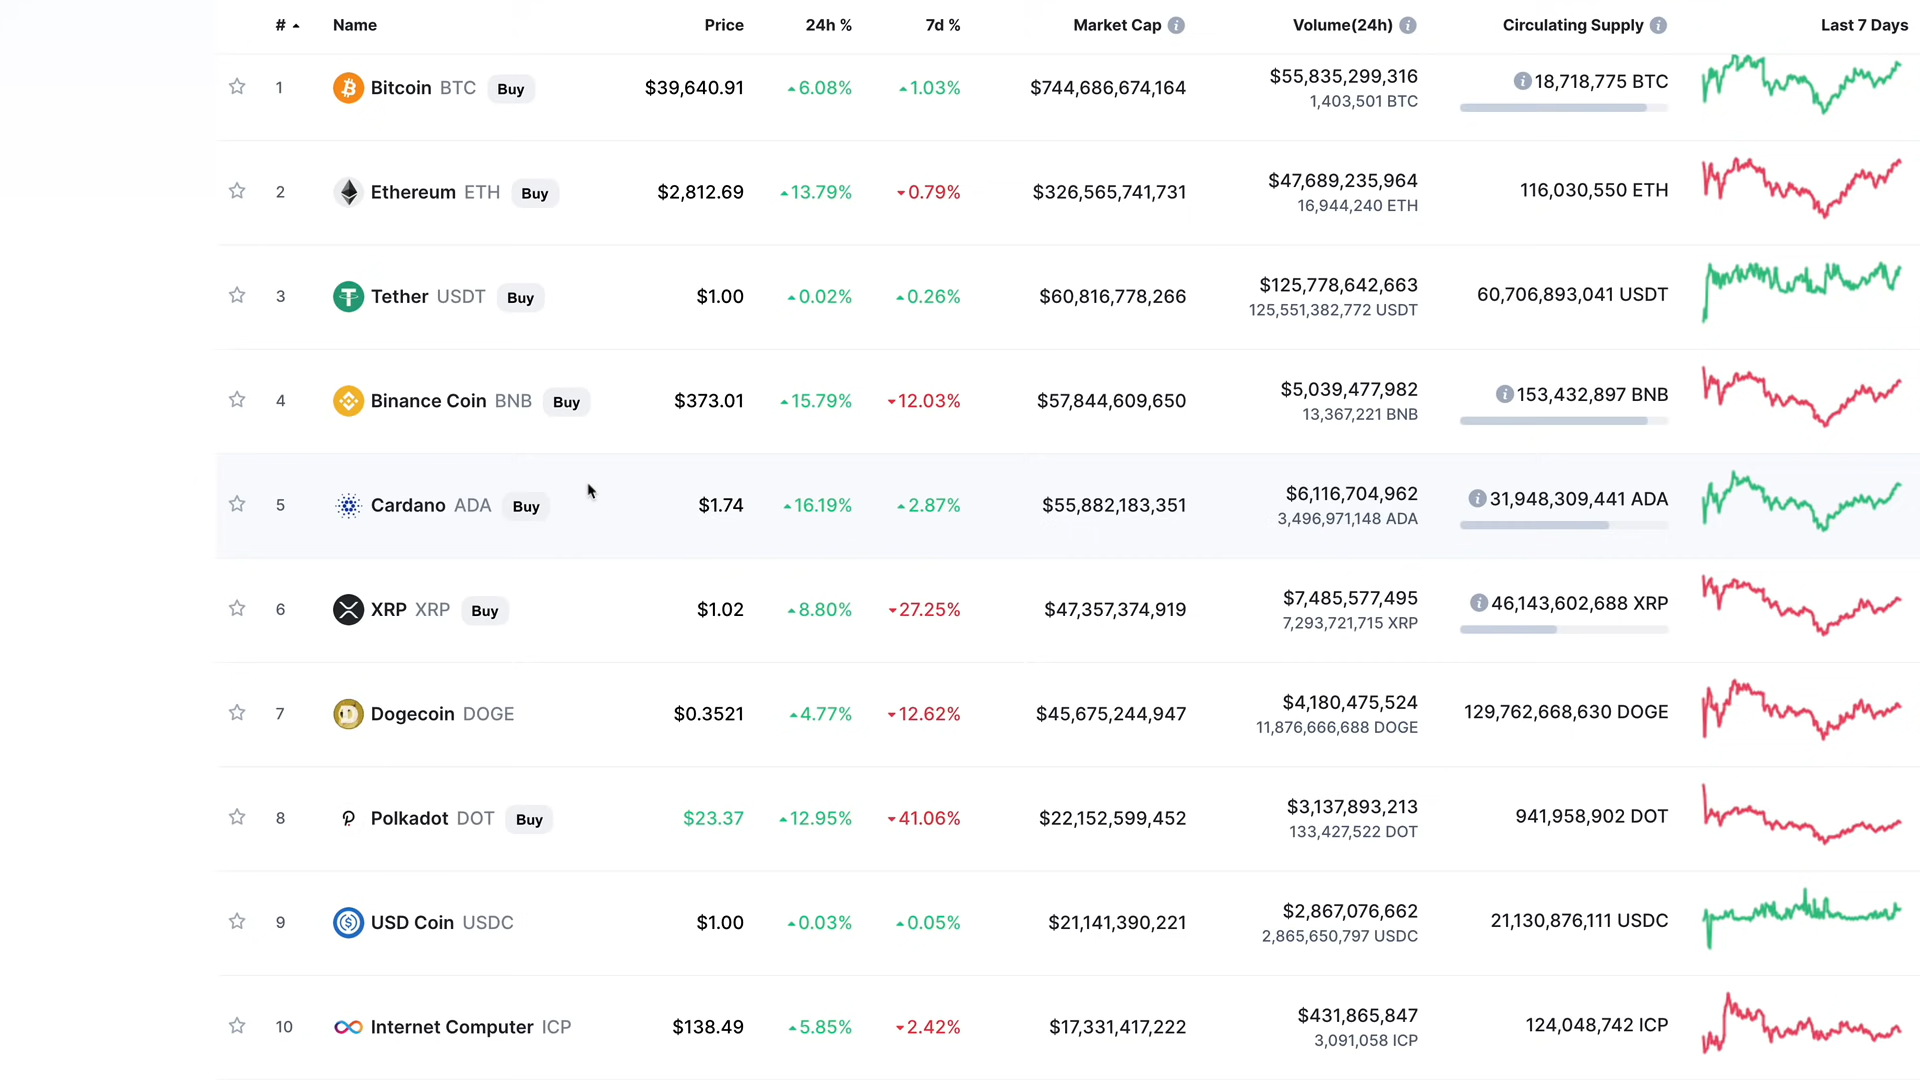 # Name Price 24h % 7d % Market Cap Volume(24h) Circulating Supply Last 7 Days
1 Bitcoin BTC Buy $39,640.91 6.08% 1.03% $744,686,674,164 $55,835,299,316 18,718,775 BTC
1,403,501 BTC
2 Ethereum ETH Buy $2,812.69 13.79% 0.79% $326,565,741,731 $47,689,235,964 116,030,550 ETH
16,944,240 ETH
3 Tether USDT Buy $1.00 0.02% 0.26% $60,816,778,266 $125,778,642,663 60,706,893,041 USDT
125,551,382,772 USDT
4 Binance Coin BNB Buy $373.01 15.79% 12.03% $57,844,609,650 $5,039,477,982 153,432,897 BNB
13,367,221 BNB
5 Cardano ADA Buy $1.74 16.19% 2.87% $55,882,183,351 $6,116,704,962 31,948,309,441 ADA
3,496,971,148 ADA
6 XRP XRP Buy $1.02 8.80% 27.25% $47,357,374,919 $7,485,577,495 46,143,602,688 XRP
7,293,721,715 XRP
7 Dogecoin DOGE $0.3521 4.77% 12.62% $45,675,244,947 $4,180,475,524 129,762,668,630 DOGE
11,876,666,688 DOGE
8 Polkadot DOT Buy $23.37 12.95% 41.06% $22,152,599,452 $3,137,893,213 941,958,902 DOT
133,427,522 DOT
9 USD Coin USDC $1.00 0.03% 0.05% $21,141,390,221 $2,867,076,662 21,130,876,111 USDC
2,865,650,797 USDC
10 Internet Computer ICP $138.49 5.85% 2.42% $17,331,417,222 $431,865,847 124,048,742 ICP
3,091,058 ICP